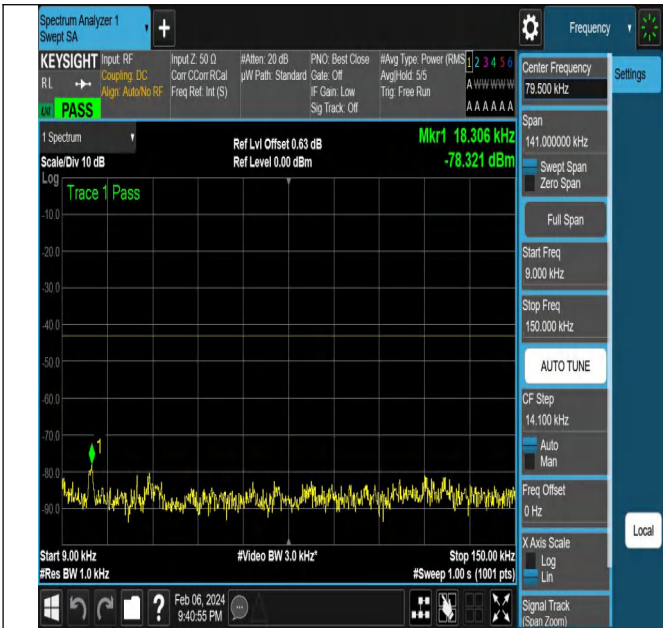 Spectrum Analyzer 1
Swept SA
Frequency
KEYSIGHT
RL
PASS
Input: RF
Coupling: DC
Align: Auto/No RF
Input Z: 50 Ω
Corr CCorr RCal
Freq Ref: Int (S)
#Atten: 20 dB
µW Path: Standard
PNO: Best Close
Gate: Off
IF Gain: Low
Sig Track: Off
#Avg Type: Power (RMS
Avg|Hold: 5/5
Trig: Free Run
1 2 3 4 5 6
A W W W W W
A A A A A A
1 Spectrum
Scale/Div 10 dB
Ref Lvl Offset 0.63 dB
Ref Level 0.00 dBm
Mkr1 18.306 kHz
-78.321 dBm
Log
Trace 1 Pass
-10.0
-20.0
-30.0
-40.0
-50.0
-60.0
-70.0
-80.0
-90.0
1
Start 9.00 kHz
#Res BW 1.0 kHz
#Video BW 3.0 kHz*
Stop 150.00 kHz
#Sweep 1.00 s (1001 pts)
Feb 06, 2024
9:40:55 PM
Center Frequency
79.500 kHz
Settings
Span
141.000000 kHz
Swept Span
Zero Span
Full Span
Start Freq
9.000 kHz
Stop Freq
150.000 kHz
AUTO TUNE
CF Step
14.100 kHz
Auto
Man
Freq Offset
0 Hz
Local
X Axis Scale
Log
Lin
Signal Track
(Span Zoom)